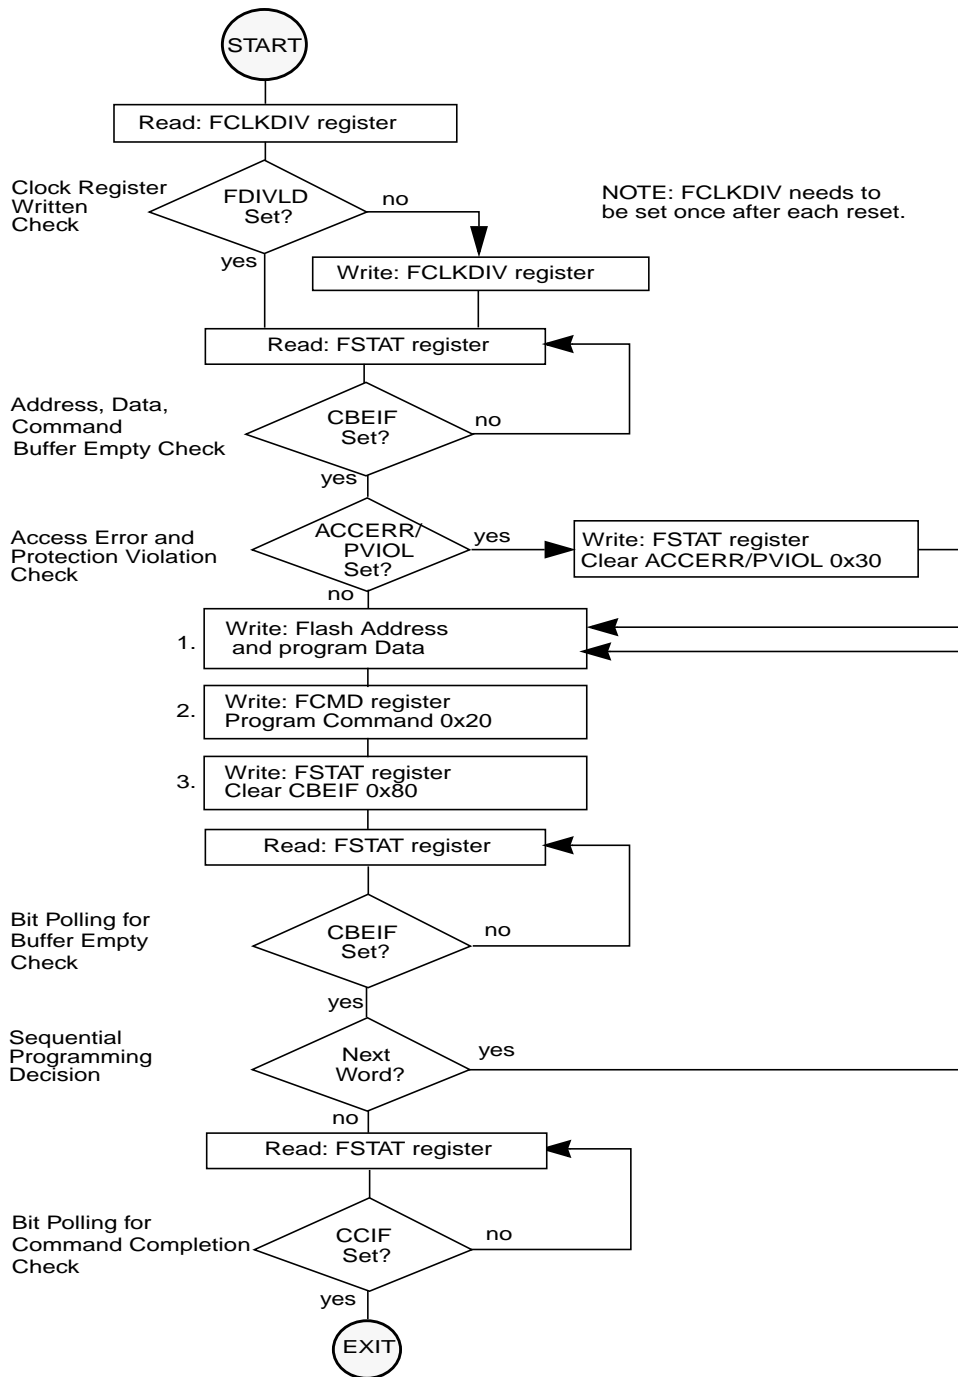 START
Read: FCLKDIV register
Clock Register
Written
Check
FDIVLD
Set?
no
yes
NOTE: FCLKDIV needs to
be set once after each reset.
Write: FCLKDIV register
Read: FSTAT register
Address, Data,
Command
Buffer Empty Check
CBEIF
Set?
no
yes
Access Error and
Protection Violation
Check
ACCERR/
PVIOL
Set?
yes
no
Write: FSTAT register
Clear ACCERR/PVIOL 0x30
1.
Write: Flash Address
and program Data
2.
Write: FCMD register
Program Command 0x20
3.
Write: FSTAT register
Clear CBEIF 0x80
Read: FSTAT register
Bit Polling for
Buffer Empty
Check
CBEIF
Set?
no
yes
Sequential
Programming
Decision
Next
Word?
yes
no
Read: FSTAT register
Bit Polling for
Command Completion
Check
CCIF
Set?
no
yes
EXIT